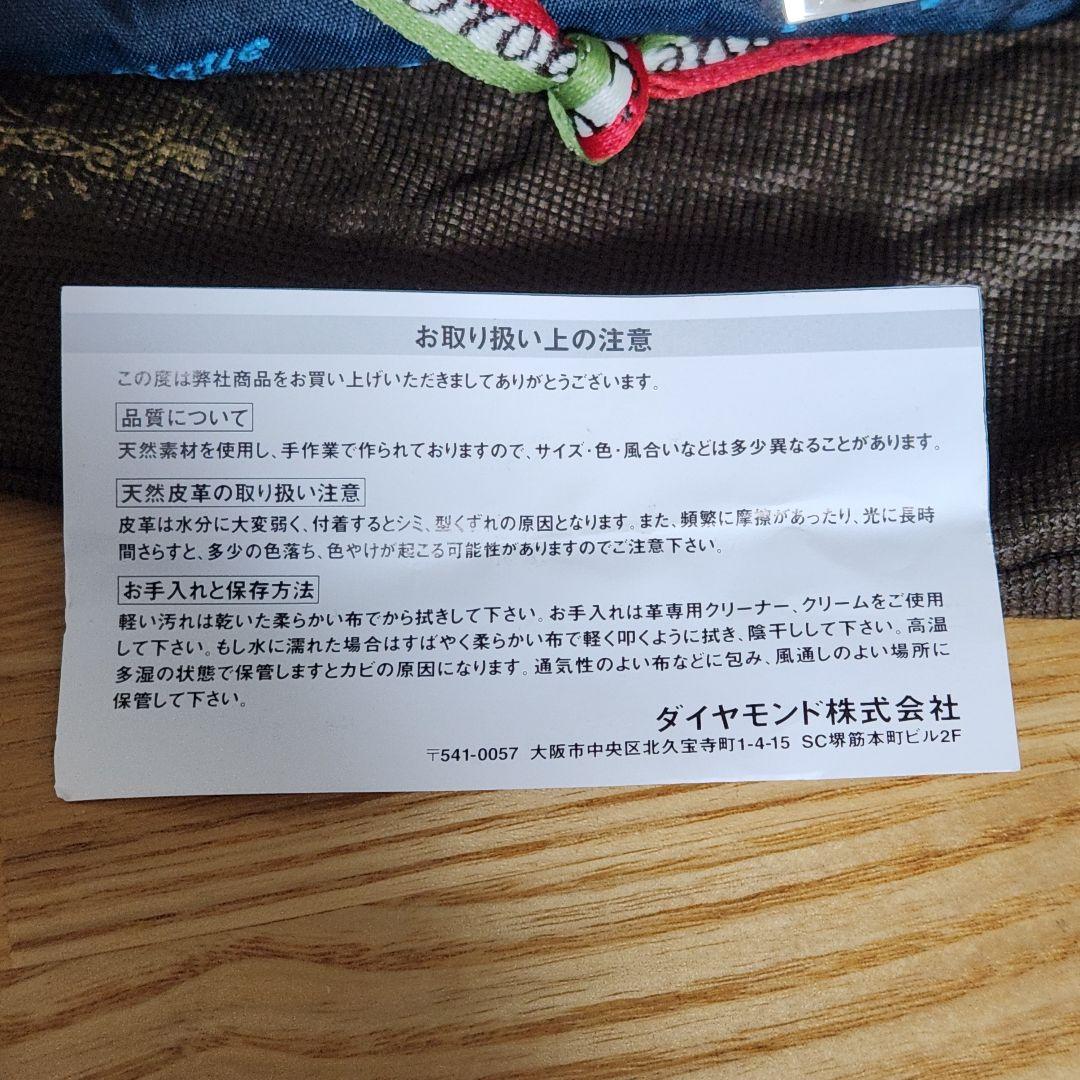 お取り扱い上の注意
この度は弊社商品をお買い上げいただきましてありがとうございます。
品質について
天然素材を使用し、手作業で作られておりますので、サイズ・色・風合いなどは多少異なることがあります。
天然皮革の取り扱い注意
皮革は水分に大変弱く、付着するとシミ、型くずれの原因となります。また、頻繁に摩擦があったり、光に長時
間さらすと、多少の色落ち、色やけが起こる可能性がありますのでご注意下さい。
お手入れと保存方法
軽い汚れは乾いた柔らかい布でから拭きして下さい。お手入れは革専用クリーナー、クリームをご使用
して下さい。もし水に濡れた場合はすばやく柔らかい布で軽く叩くように拭き、陰干しして下さい。高温
多湿の状態で保管しますとカビの原因になります。通気性のよい布などに包み、風通しのよい場所に
保管して下さい。
ダイヤモンド株式会社
〒541-0057 大阪市中央区北久宝寺町1-4-15 SC堺筋本町ビル2F